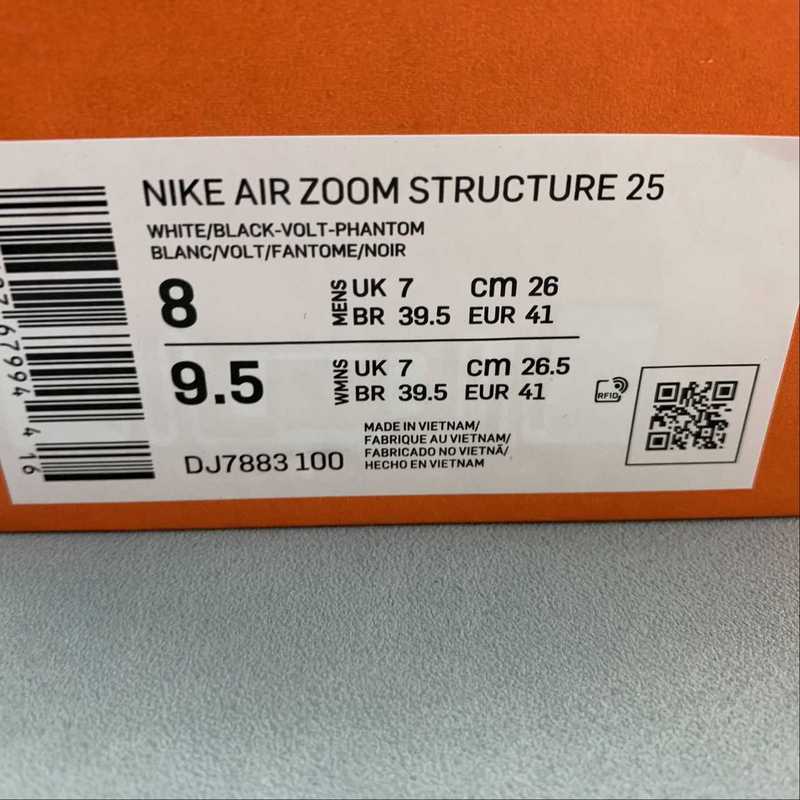 NIKE AIR ZOOM STRUCTURE 25
WHITE/BLACK-VOLT-PHANTOM
BLANC/VOLT/FANTOME/NOIR
8 MENS UK 7 cm 26
BR 39.5 EUR 41
9.5 WMNS UK 7 cm 26.5
BR 39.5 EUR 41
RFID
DJ7883 100
MADE IN VIETNAM/
FABRIQUE AU VIETNAM/
FABRICADO NO VIETNÃ/
HECHO EN VIETNAM